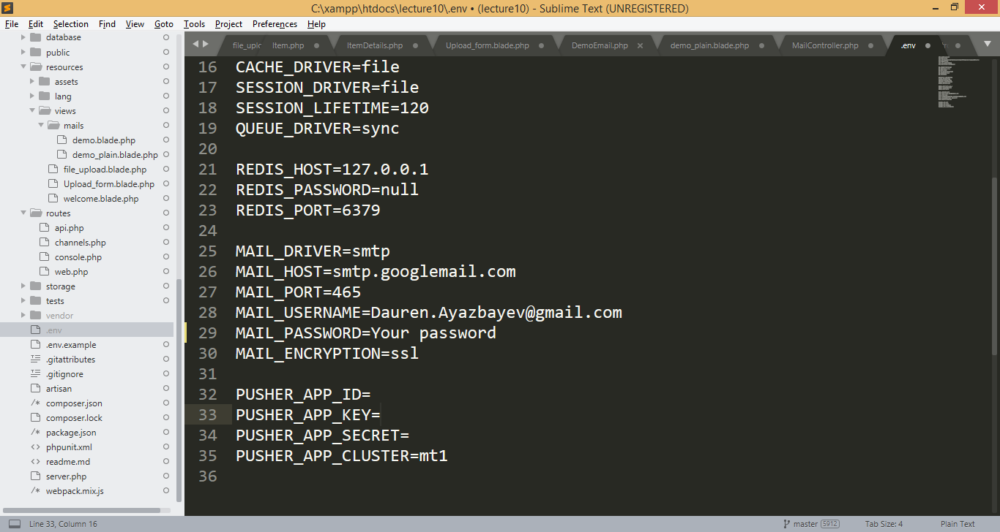 C:\xampp\htdocs\lecture10\.env • (lecture10) - Sublime Text (UNREGISTERED)
File Edit Selection Find View Goto Tools Project Preferences Help
database
public
resources
assets
lang
views
mails
demo.blade.php
demo_plain.blade.php
file_upload.blade.php
Upload_form.blade.php
welcome.blade.php
routes
api.php
channels.php
console.php
web.php
storage
tests
vendor
.env
.env.example
.gitattributes
.gitignore
artisan
composer.json
composer.lock
package.json
phpunit.xml
readme.md
server.php
webpack.mix.js
Item.php ItemDetails.php Upload_form.blade.php DemoEmail.php demo_plain.blade.php MailController.php .env
16 CACHE_DRIVER=file
17 SESSION_DRIVER=file
18 SESSION_LIFETIME=120
19 QUEUE_DRIVER=sync
20
21 REDIS_HOST=127.0.0.1
22 REDIS_PASSWORD=null
23 REDIS_PORT=6379
24
25 MAIL_DRIVER=smtp
26 MAIL_HOST=smtp.googlemail.com
27 MAIL_PORT=465
28 MAIL_USERNAME=Dauren.Ayazbayev@gmail.com
29 MAIL_PASSWORD=Your password
30 MAIL_ENCRYPTION=ssl
31
32 PUSHER_APP_ID=
33 PUSHER_APP_KEY=
34 PUSHER_APP_SECRET=
35 PUSHER_APP_CLUSTER=mt1
36
Line 33, Column 16 master 5912 Tab Size: 4 Plain Text